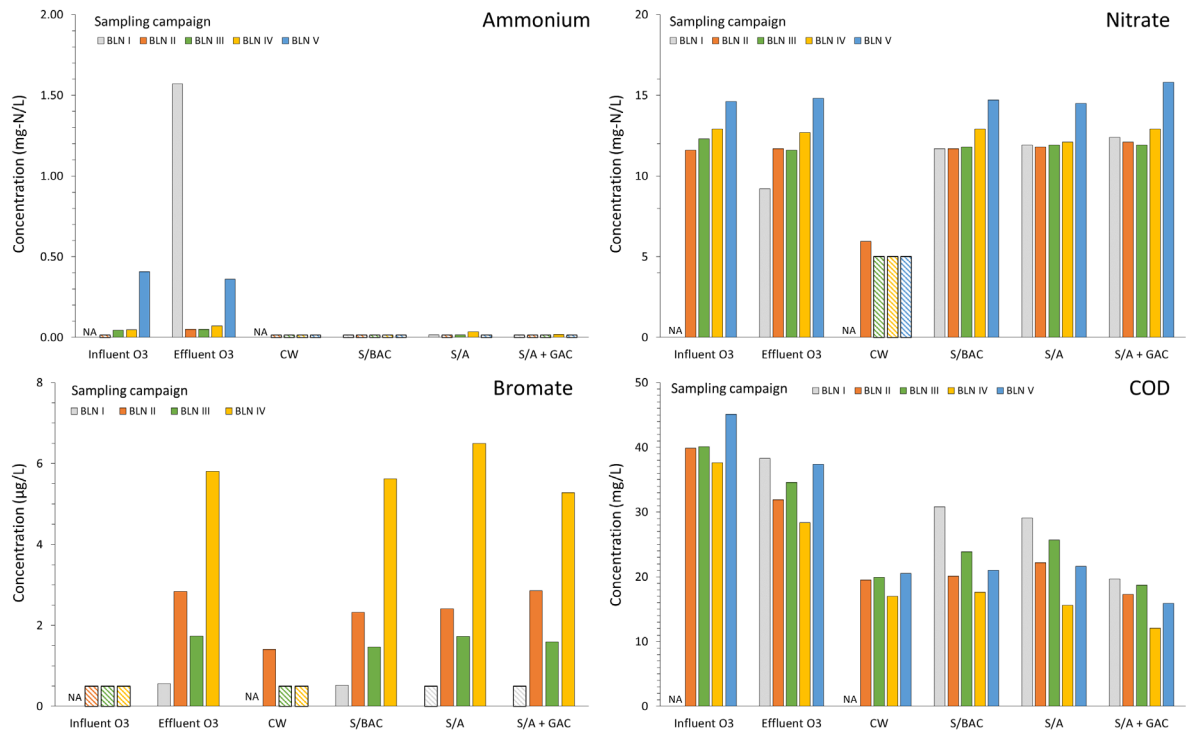 Ammonium
Sampling campaign
BLN I BLN II BLN III BLN IV BLN V
Concentration (mg-N/L)
2.00
1.50
1.00
0.50
0.00
NA NA
Influent O3 Effluent O3 CW S/BAC S/A S/A + GAC
Nitrate
Sampling campaign
BLN I BLN II BLN III BLN IV BLN V
Concentration (mg-N/L)
20
15
10
5
0
NA NA
Influent O3 Effluent O3 CW S/BAC S/A S/A + GAC
Bromate
Sampling campaign
BLN I BLN II BLN III BLN IV
Concentration (µg/L)
8
6
4
2
0
NA NA
Influent O3 Effluent O3 CW S/BAC S/A S/A + GAC
COD
Sampling campaign
BLN I BLN II BLN III BLN IV BLN V
Concentration (mg/L)
50
40
30
20
10
0
NA NA
Influent O3 Effluent O3 CW S/BAC S/A S/A + GAC